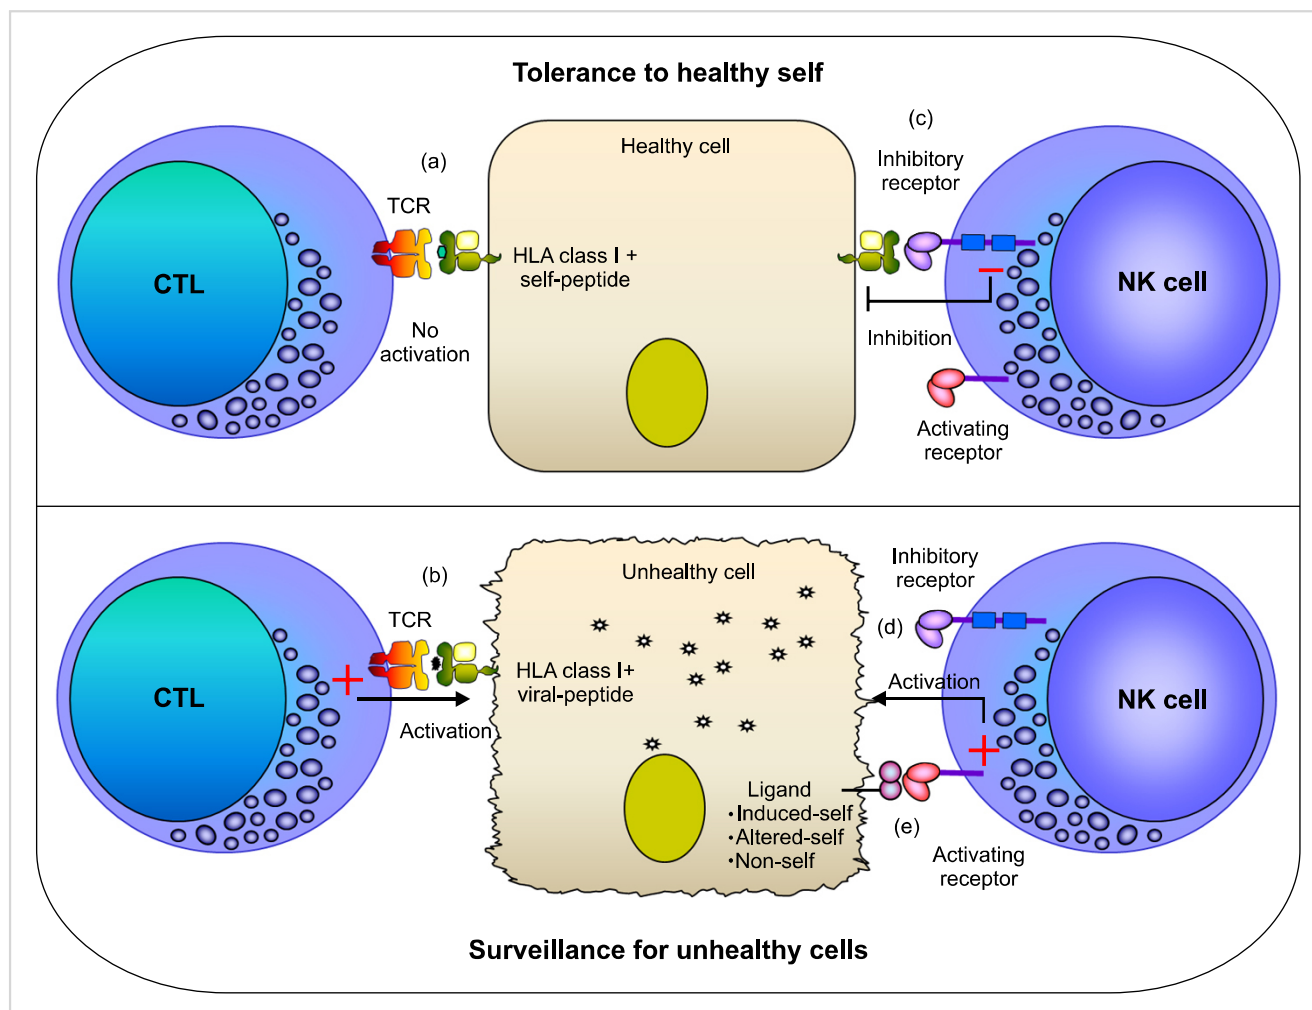 Tolerance to healthy self
(a)
TCR
CTL
No
activation
Healthy cell
HLA class I +
self-peptide
(c)
Inhibitory
receptor
NK cell
Inhibition
Activating
receptor
(b)
TCR
CTL
Activation
Unhealthy cell
HLA class I+
viral-peptide
Ligand
•Induced-self
•Altered-self
•Non-self
Inhibitory
receptor
(d)
Activation
NK cell
(e)
Activating
receptor
Surveillance for unhealthy cells